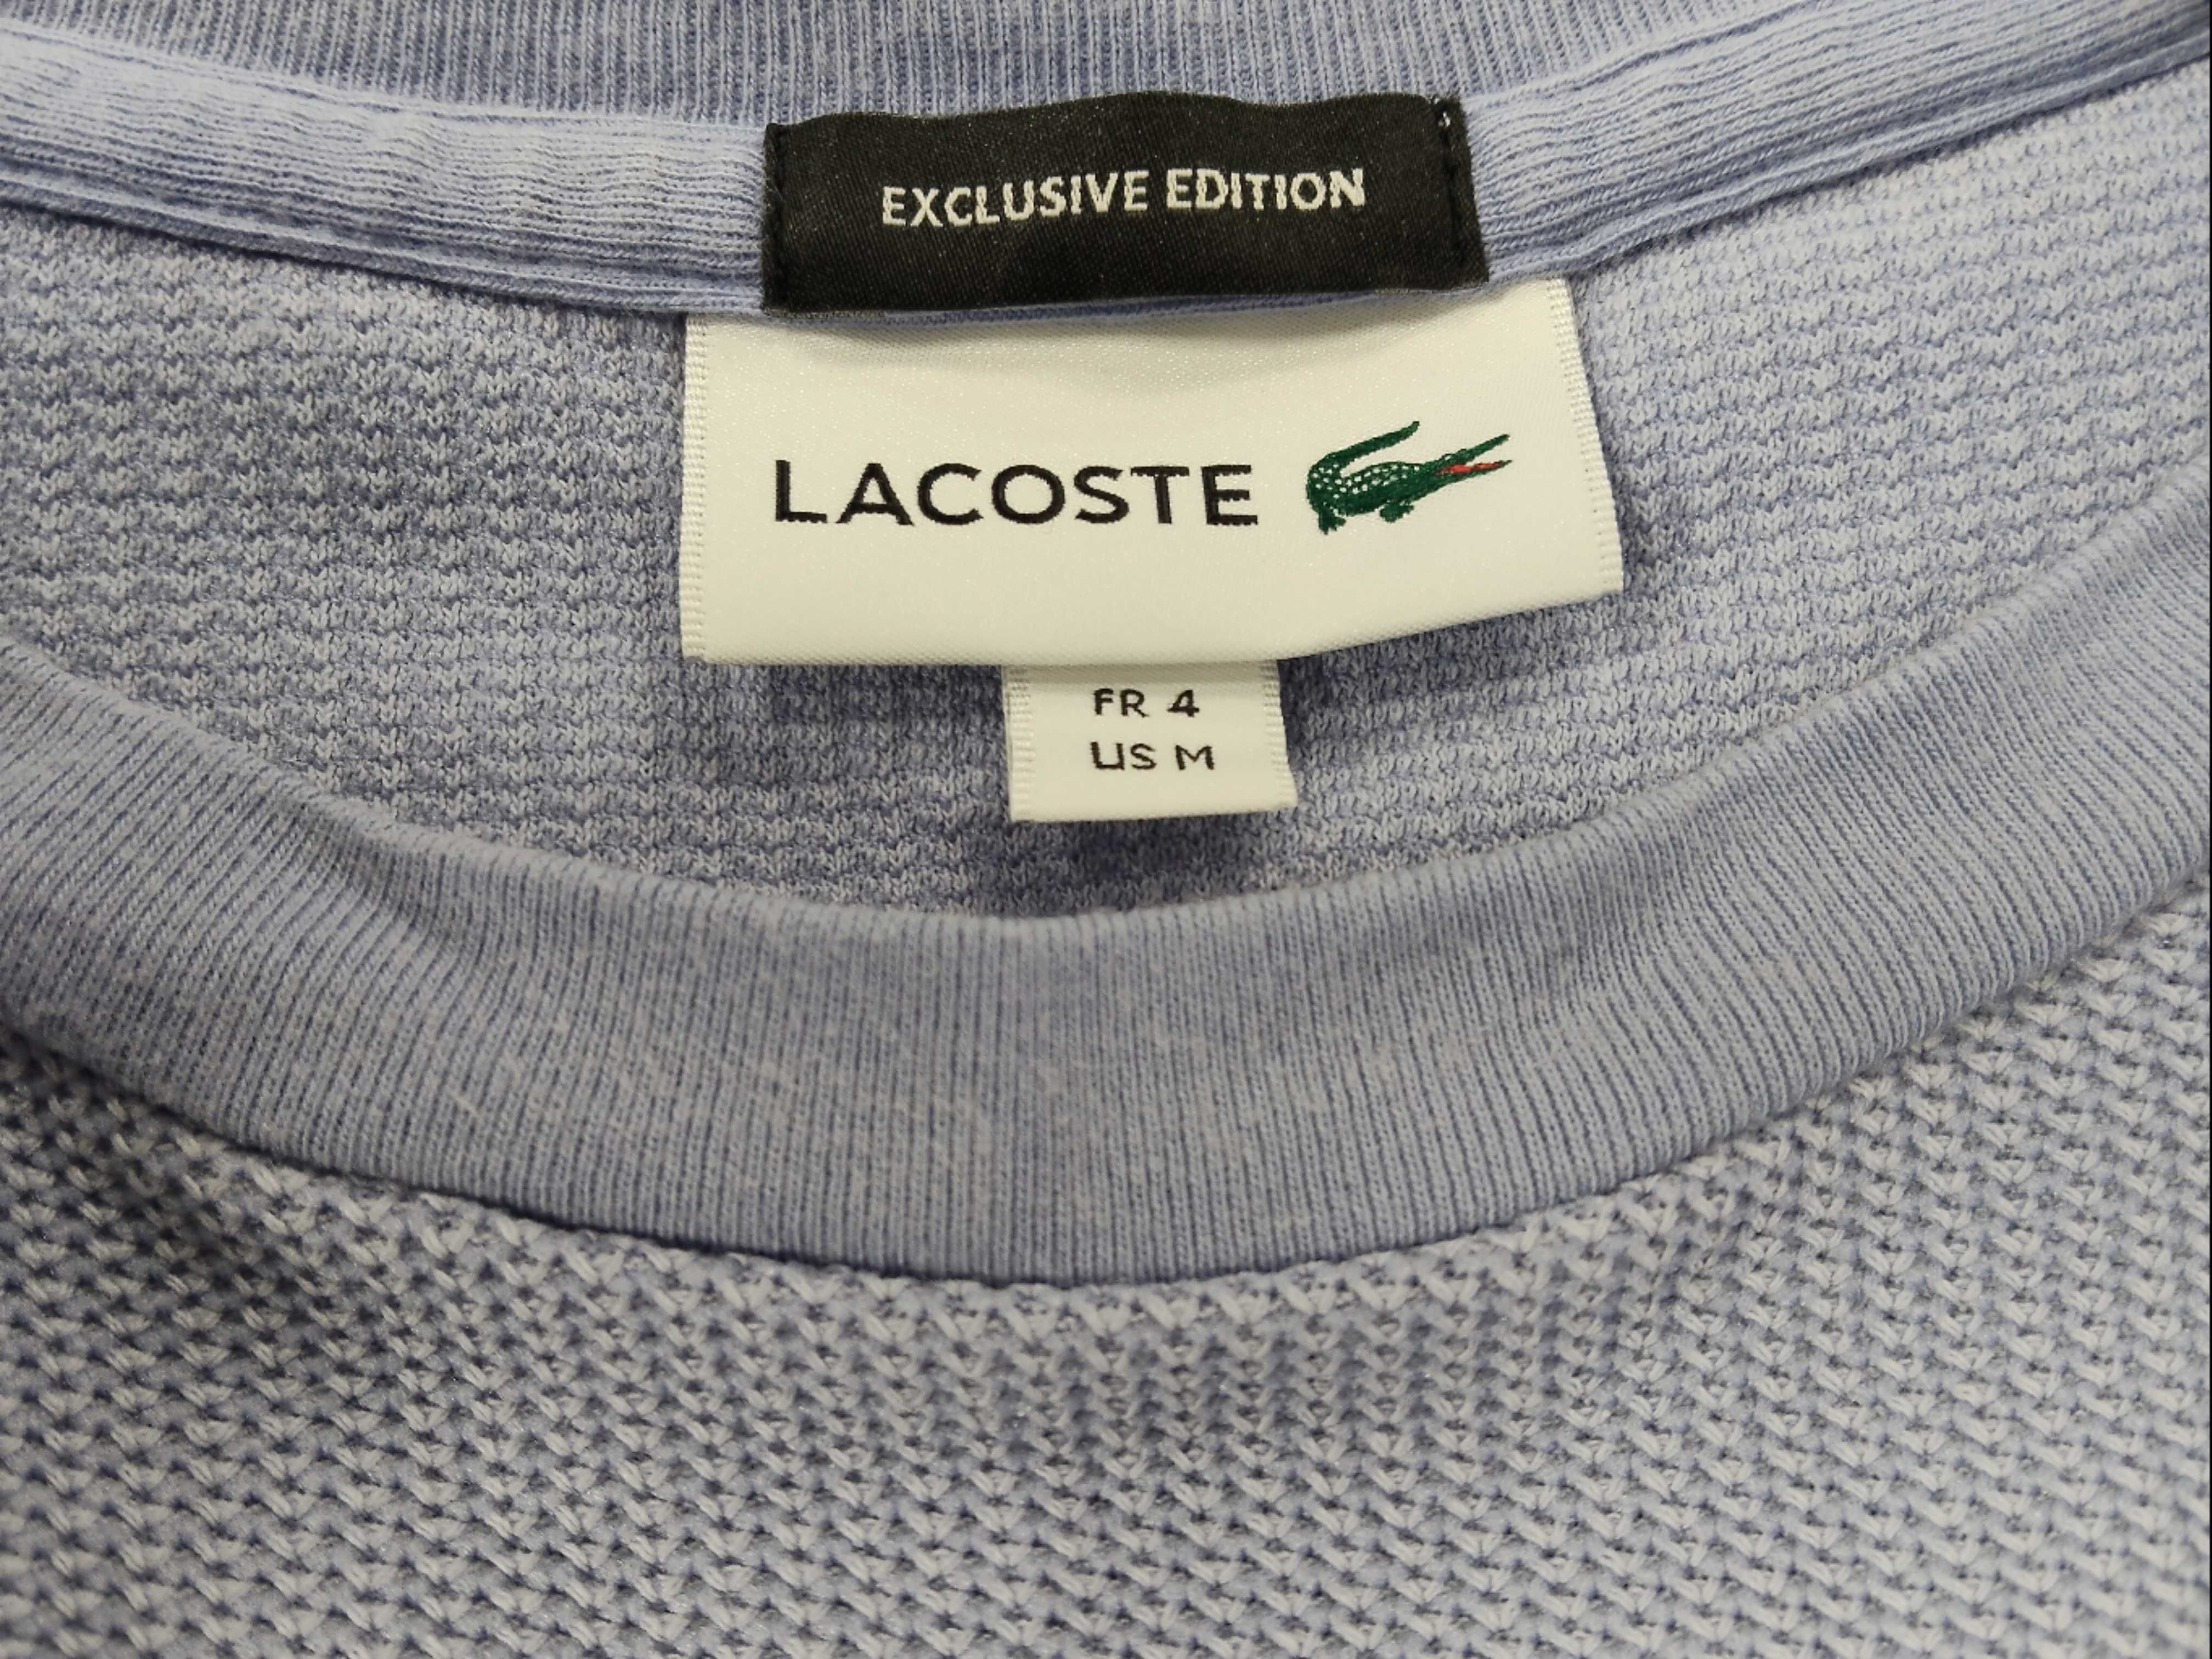 EXCLUSIVE EDITION
LACOSTE
FR 4
US M